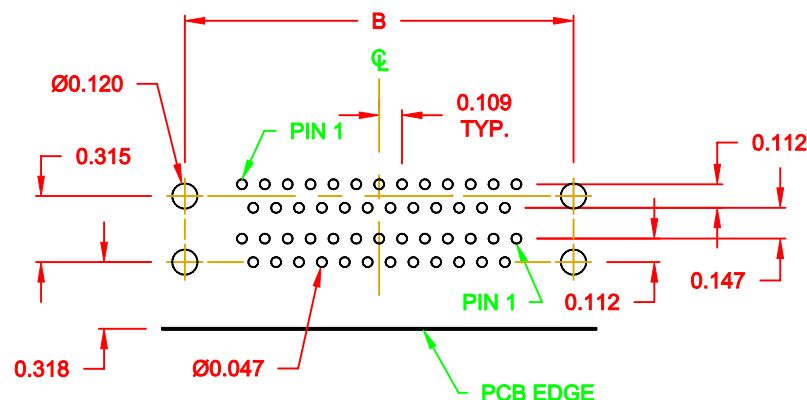 B
℄
Ø0.120
0.109
TYP.
PIN 1
0.315
0.112
PIN 1
0.112
0.147
0.318
Ø0.047
PCB EDGE